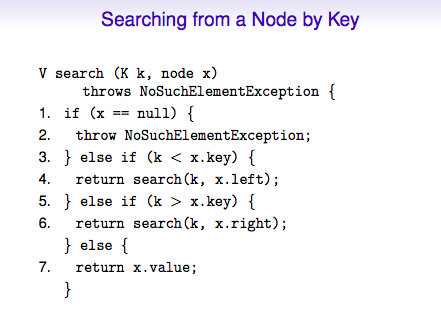 Searching from a Node by Key
V search (K k, node x)
throws NoSuchElementException {
1. if (x == null) {
2. throw NoSuchElementException;
3. } else if (k < x.key) {
4. return search(k, x.left);
5. } else if (k > x.key) {
6. return search(k, x.right);
} else {
7. return x.value;
}